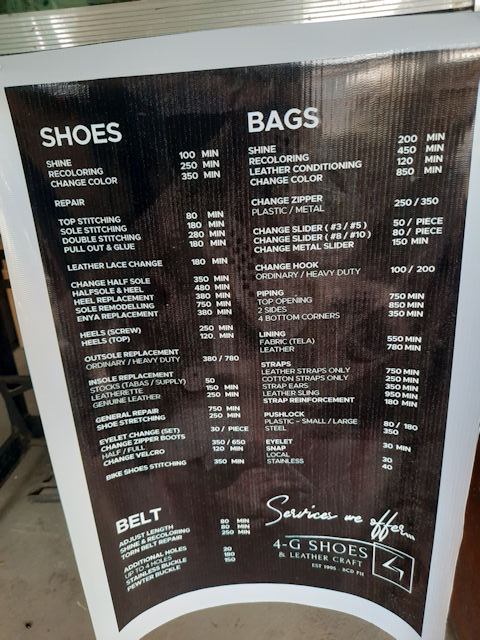 SHOES
SHINE 100 MIN
RECOLORING 250 MIN
CHANGE COLOR 350 MIN
REPAIR
TOP STITCHING 80 MIN
SOLE STITCHING 180 MIN
DOUBLE STITCHING 280 MIN
PULL OUT & GLUE 180 MIN
LEATHER LACE CHANGE 180 MIN
CHANGE HALF SOLE 350 MIN
HALFSOLE & HEEL 480 MIN
HEEL REPLACEMENT 380 MIN
SOLE REMODELLING 750 MIN
ENYA REPLACEMENT 380 MIN
HEELS (SCREW) 250 MIN
HEELS (TOP) 120 MIN
OUTSOLE REPLACEMENT
ORDINARY / HEAVY DUTY 380 / 780
INSOLE REPLACEMENT
STOCKS (TABAS / SUPPLY) 50
LEATHERETTE 150 MIN
GENUINE LEATHER 250 MIN
GENERAL REPAIR 750 MIN
SHOE STRETCHING 250 MIN
EYELET CHANGE (SET) 30 / PIECE
CHANGE ZIPPER BOOTS
HALF / FULL 350 / 650
CHANGE VELCRO 120 MIN
BIKE SHOES STITCHING 350 MIN
BELT
ADJUST LENGTH 80 MIN
SHINE & RECOLORING 80 MIN
TORN BELT REPAIR 250 MIN
ADDITIONAL HOLES
UP TO 4 HOLES 20
STAINLESS BUCKLE 180
PEWTER BUCKLE 150
BAGS
SHINE 200 MIN
RECOLORING 450 MIN
LEATHER CONDITIONING 120 MIN
CHANGE COLOR 850 MIN
CHANGE ZIPPER
PLASTIC / METAL 250 / 350
CHANGE SLIDER ( #3 / #5 ) 50 / PIECE
CHANGE SLIDER ( #8 / #10 ) 80 / PIECE
CHANGE METAL SLIDER 150 MIN
CHANGE HOOK
ORDINARY / HEAVY DUTY 100 / 200
PIPING
TOP OPENING 750 MIN
2 SIDES 850 MIN
4 BOTTOM CORNERS 350 MIN
LINING
FABRIC (TELA) 550 MIN
LEATHER 780 MIN
STRAPS
LEATHER STRAPS ONLY 750 MIN
COTTON STRAPS ONLY 250 MIN
STRAP EARS 350 MIN
LEATHER SLING 950 MIN
STRAP REINFORCEMENT 180 MIN
PUSHLOCK
PLASTIC - SMALL / LARGE 80 / 180
STEEL 350
EYELET 30 MIN
SNAP
LOCAL 30
STAINLESS 40
Services we offer...
4-G SHOES
& LEATHER CRAFT
EST 1995 - BCD PH